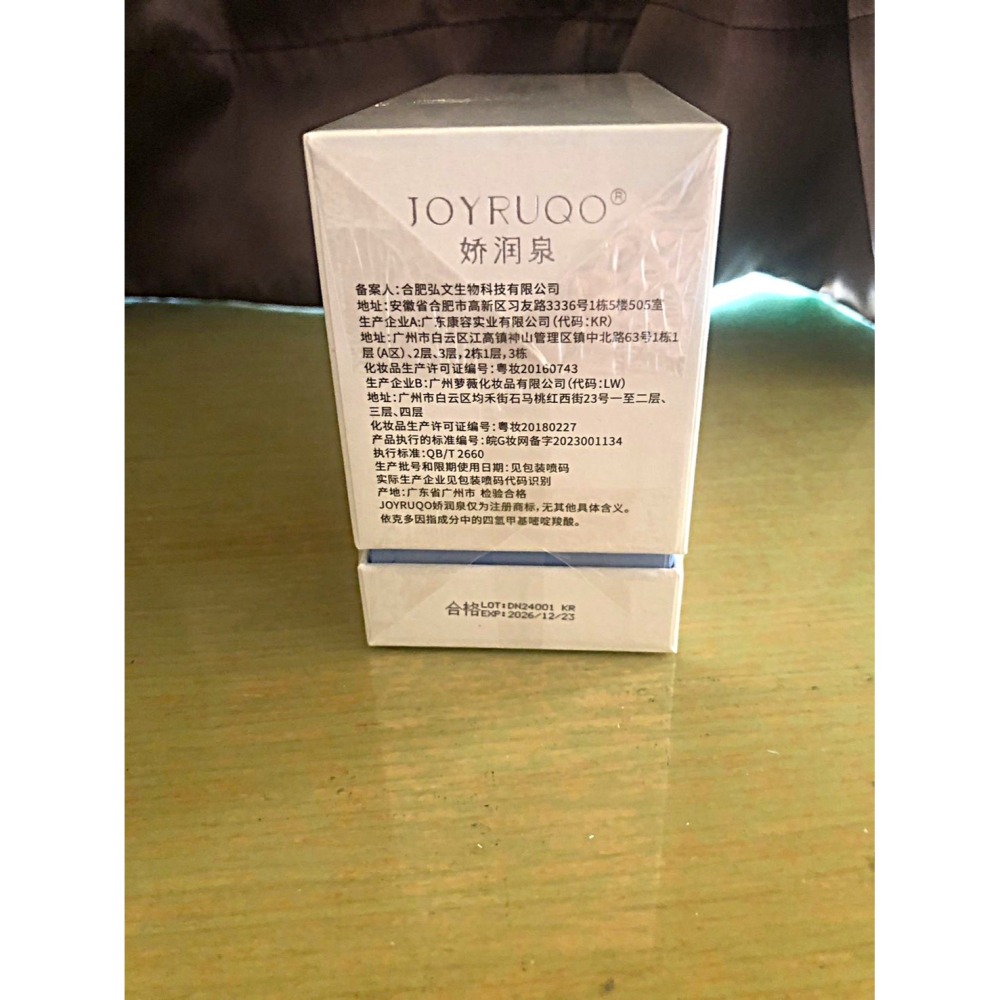 JOYRUQO®
娇润泉
备案人:合肥弘文生物科技有限公司
地址:安徽省合肥市高新区习友路3336号1栋5楼505室
生产企业A:广东康容实业有限公司(代码:KR)
地址:广州市白云区江高镇神山管理区镇中北路63号1栋1
层(A区)、2层、3层,2栋1层,3栋
化妆品生产许可证编号:粤妆20160743
生产企业B:广州萝薇化妆品有限公司(代码:LW)
地址:广州市白云区均禾街石马桃红西街23号一至二层、
三层、四层
化妆品生产许可证编号:粤妆20180227
产品执行的标准编号:皖G妆网备字2023001134
执行标准:QB/T 2660
生产批号和限期使用日期:见包装喷码
实际生产企业见包装喷码代码识别
产地:广东省广州市 检验合格
JOYRUQO娇润泉仅为注册商标,无其他具体含义。
依克多因指成分中的四氢甲基嘧啶羧酸。
合格 LOT:DN24001 KR
EXP:2026/12/23